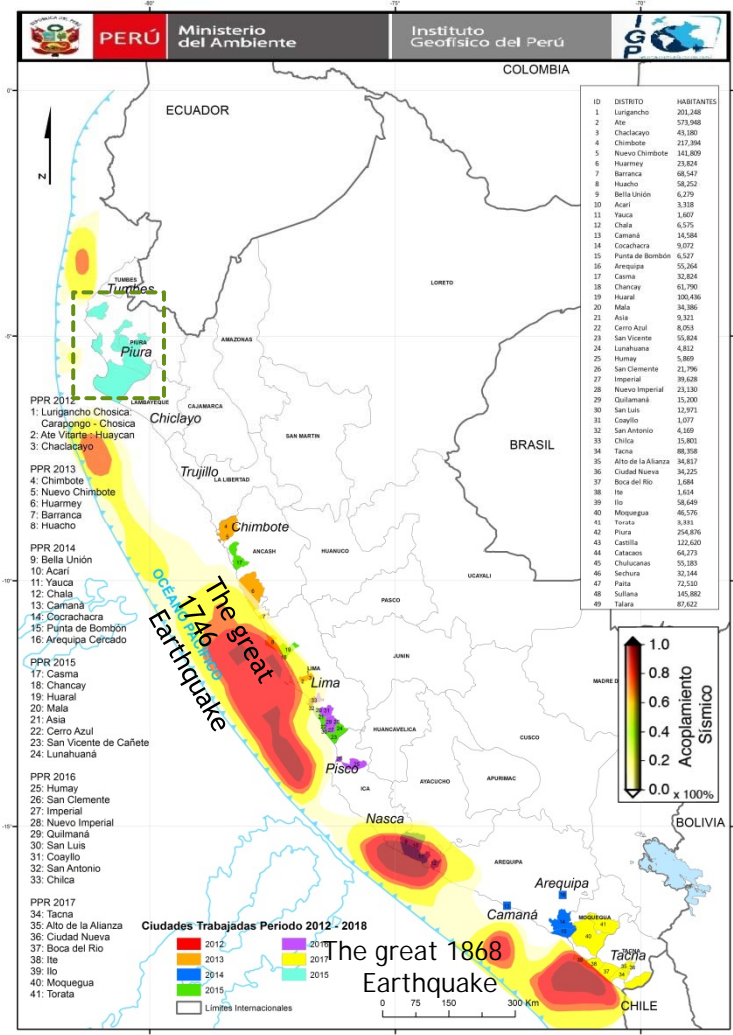 -80°
-75°
REPUBLICA DEL PERU
PERÚ
Ministerio
del Ambiente
Instituto
Geofísico del Perú
IGP
COLOMBIA
0°
ECUADOR
N
ID DISTRITO HABITANTES
1 Lurigancho 201,248
2 Ate 573,948
3 Chaclacayo 43,180
4 Chimbote 217,394
5 Nuevo Chimbote 141,809
6 Huarmey 23,824
7 Barranca 68,547
8 Huacho 58,252
9 Bella Unión 6,279
10 Acarí 3,318
11 Yauca 1,607
12 Chala 6,575
13 Camaná 14,584
14 Cocachacra 9,072
15 Punta de Bombón 6,527
16 Arequipa 55,264
17 Casma 32,824
18 Chancay 61,790
19 Huaral 100,436
20 Mala 34,386
21 Asia 9,321
22 Cerro Azul 8,053
23 San Vicente 55,824
24 Lunahuana 4,812
25 Humay 5,869
26 San Clemente 21,796
27 Imperial 39,628
28 Nuevo Imperial 23,130
29 Quilamaná 15,200
30 San Luis 12,971
31 Coayllo 1,077
32 San Antonio 4,169
33 Chilca 15,801
34 Tacna 88,358
35 Alto de la Alianza 34,817
36 Ciudad Nueva 34,225
37 Boca del Río 1,684
38 Ite 1,614
39 Ilo 58,649
40 Moquegua 46,576
41 Torata 3,331
42 Piura 254,876
43 Castilla 122,620
44 Catacaos 64,273
45 Chulucanas 55,183
46 Sechura 32,144
47 Paita 72,510
48 Sullana 145,882
49 Talara 87,622
TUMBES
Tumbes
LORETO
-5°
PIURA
Piura
AMAZONAS
LAMBAYEQUE
CAJAMARCA
Chiclayo
SAN MARTIN
BRASIL
Trujillo
LA LIBERTAD
Chimbote
ANCASH
HUANUCO
UCAYALI
-10°
PASCO
OCÉANO PACÍFICO
The great
1746
Earthquake
JUNIN
LIMA
Lima
MADRE D
HUANCAVELICA
CUSCO
Pisco
ICA
AYACUCHO
APURIMAC
Nasca
-15°
AREQUIPA
BOLIVIA
Arequipa
Camaná
MOQUEGUA
TACNA
Tacna
CHILE
PPR 2012
1: Lurigancho Chosica:
Carapongo - Chosica
2: Ate Vitarte : Huaycan
3: Chaclacayo
PPR 2013
4: Chimbote
5: Nuevo Chimbote
6: Huarmey
7: Barranca
8: Huacho
PPR 2014
9: Bella Unión
10: Acarí
11: Yauca
12: Chala
13: Camaná
14: Cocrachacra
15: Punta de Bombón
16: Arequipa Cercado
PPR 2015
17: Casma
18: Chancay
19: Huaral
20: Mala
21: Asia
22: Cerro Azul
23: San Vicente de Cañete
24: Lunahuaná
PPR 2016
25: Humay
26: San Clemente
27: Imperial
28: Nuevo Imperial
29: Quilmaná
30: San Luis
31: Coayllo
32: San Antonio
33: Chilca
PPR 2017
34: Tacna
35: Alto de la Alianza
36: Ciudad Nueva
37: Boca del Rio
38: Ite
39: Ilo
40: Moquegua
41: Torata
1.0
0.8
0.6
0.4
0.2
0.0
x 100%
Acoplamiento
Sísmico
Ciudades Trabajadas Periodo 2012 - 2018
2012
2013
2014
2015
2016
2017
2015
Límites Internacionales
The great 1868
Earthquake
0 75 150 300 Km